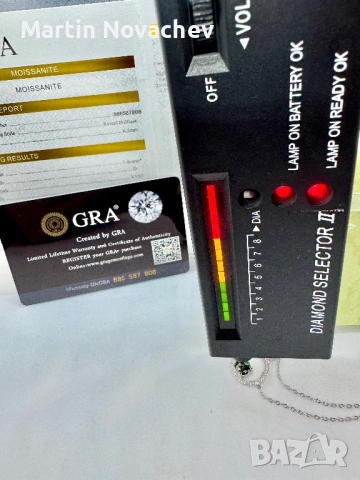 Martin Novachev
RA
MOISSANITE
MOISSANITE
REPORT
RESULTS
GRA
Created by GRA
Limited Lifetime Warranty and Certificate of Authenticity
REGISTER your GRA purchase
Warranty
OFF
◄ VOL
LAMP ON BATTERY OK
LAMP ON READY OK
1 2 3 4 5 6 7 8 ►DIA
DIAMOND SELECTOR II
BAZAR